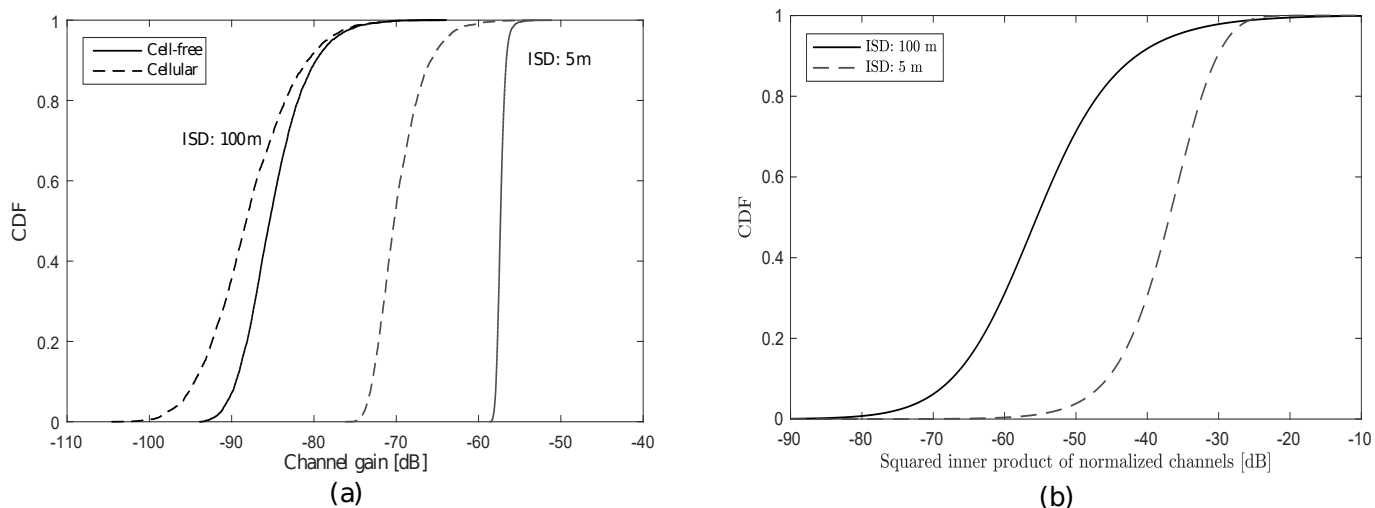 1
0.8
0.6
0.4
0.2
0
CDF
Cell-free
Cellular
ISD: 100m
ISD: 5m
-110 -100 -90 -80 -70 -60 -50 -40
Channel gain [dB]
(a)
1
0.8
0.6
0.4
0.2
0
CDF
ISD: 100 m
ISD: 5 m
-90 -80 -70 -60 -50 -40 -30 -20 -10
Squared inner product of normalized channels [dB]
(b)